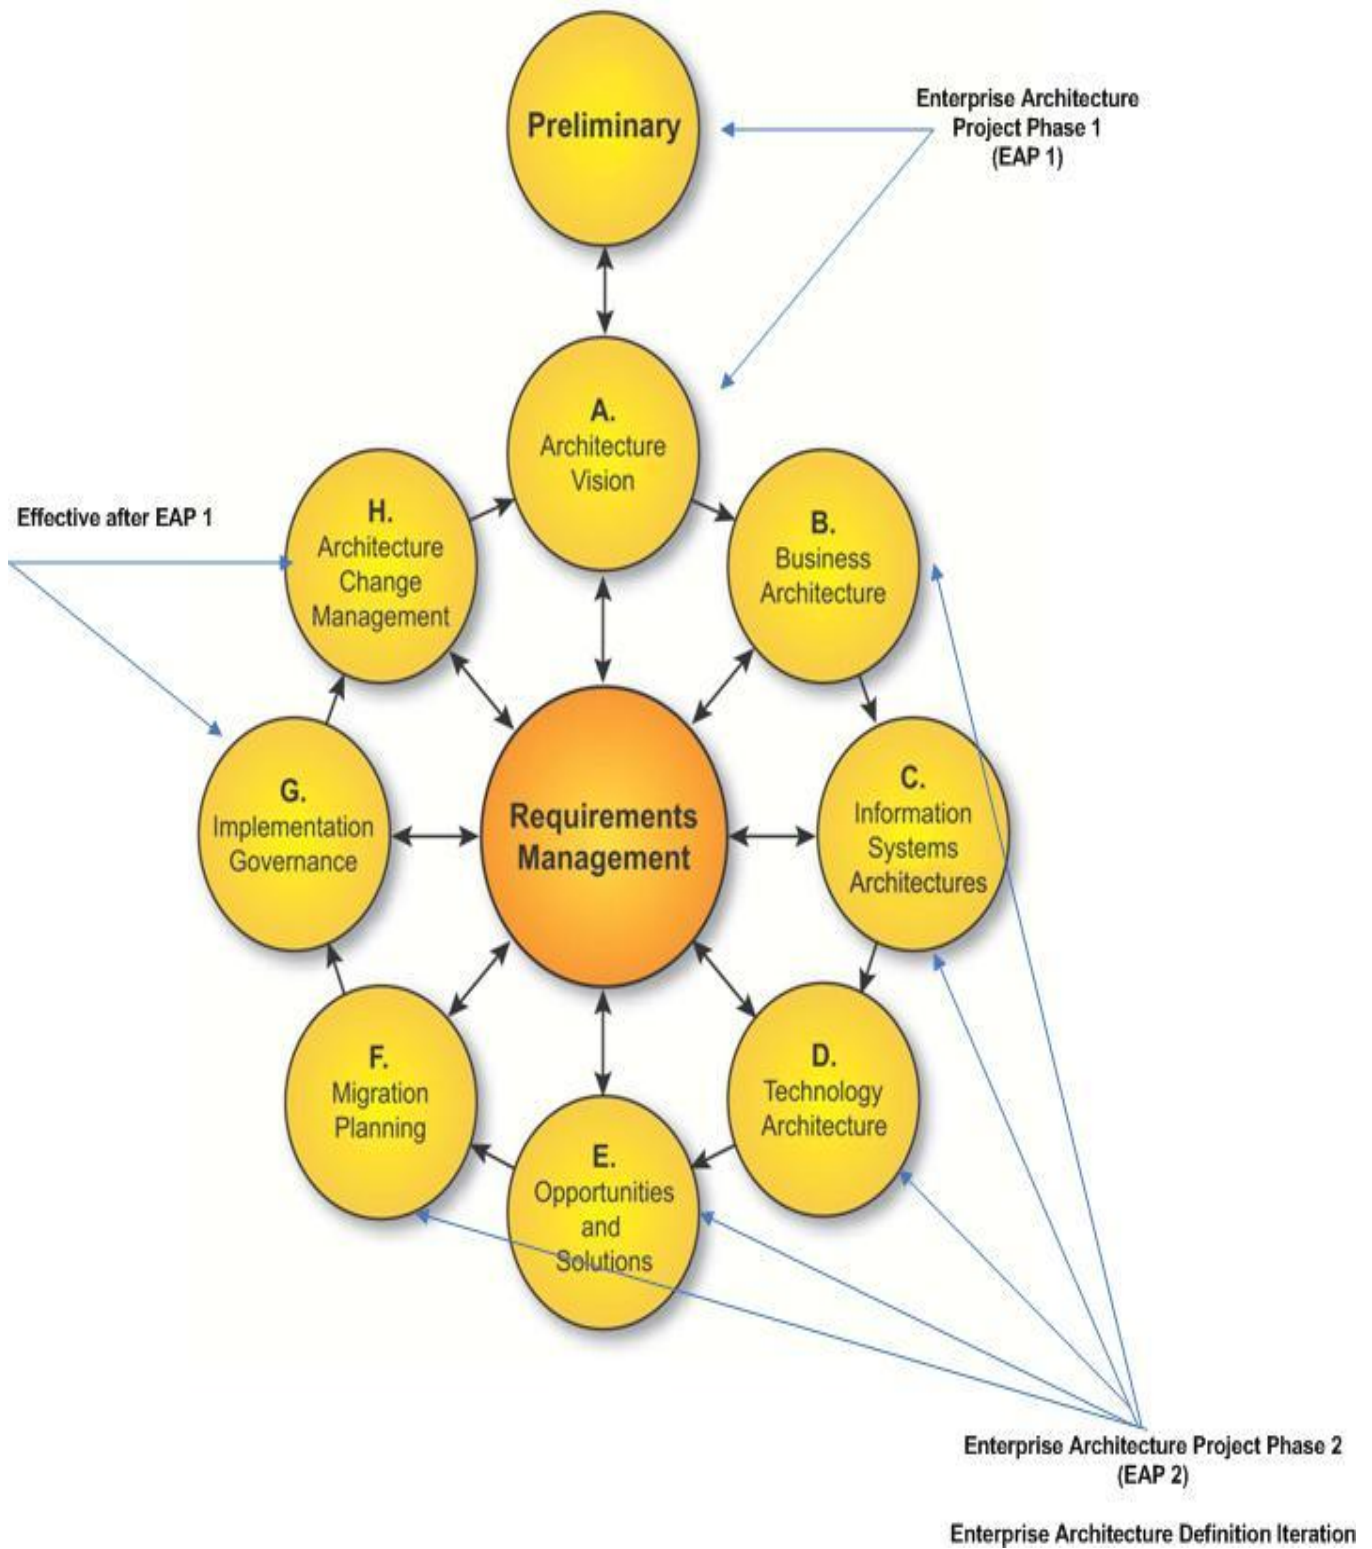 Preliminary
Enterprise Architecture
Project Phase 1
(EAP 1)
A.
Architecture
Vision
Effective after EAP 1
H.
Architecture
Change
Management
B.
Business
Architecture
G.
Implementation
Governance
Requirements
Management
C.
Information
Systems
Architectures
F.
Migration
Planning
D.
Technology
Architecture
E.
Opportunities
and
Solutions
Enterprise Architecture Project Phase 2
(EAP 2)
Enterprise Architecture Definition Iteration